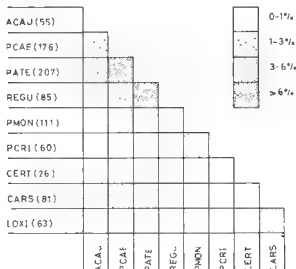 ACAJ (55)
PCAE (176)
PATE (207)
REGU (85)
PMON (111)
PCRI (60)
CERT (26)
CARS (81)
LOXI (63)
ACAJ
PCAE
PATE
REGU
PMON
PCRI
CERT
CARS
0-1%
1-3%
3-6%
>6%